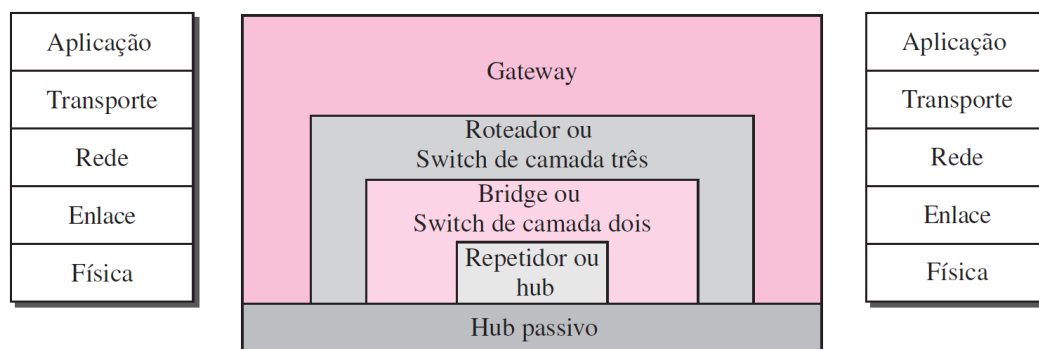 Aplicação
Transporte
Rede
Enlace
Física
Gateway
Roteador ou
Switch de camada três
Bridge ou
Switch de camada dois
Repetidor ou
hub
Hub passivo
Aplicação
Transporte
Rede
Enlace
Física